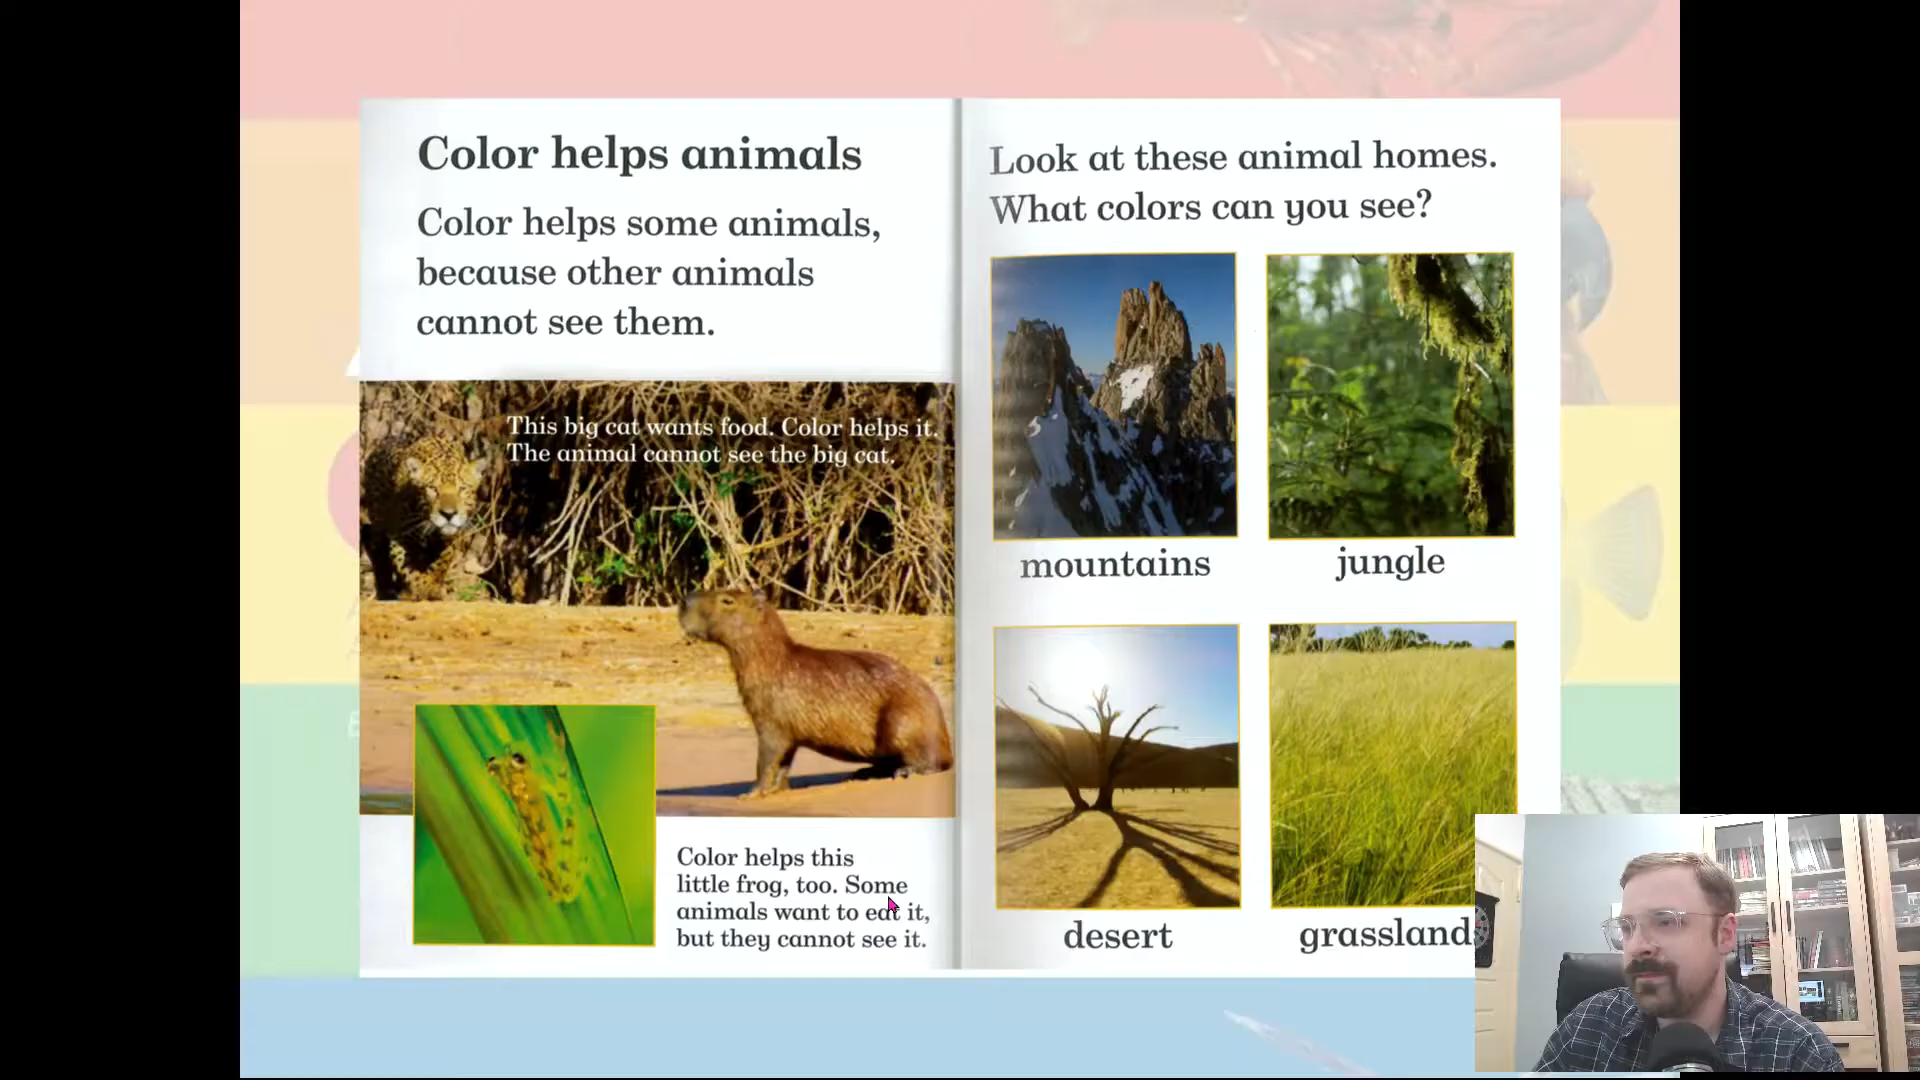 Color helps animals
Color helps some animals,
because other animals
cannot see them.
This big cat wants food. Color helps it.
The animal cannot see the big cat.
Color helps this
little frog, too. Some
animals want to eat it,
but they cannot see it.
Look at these animal homes.
What colors can you see?
mountains
jungle
desert
grassland